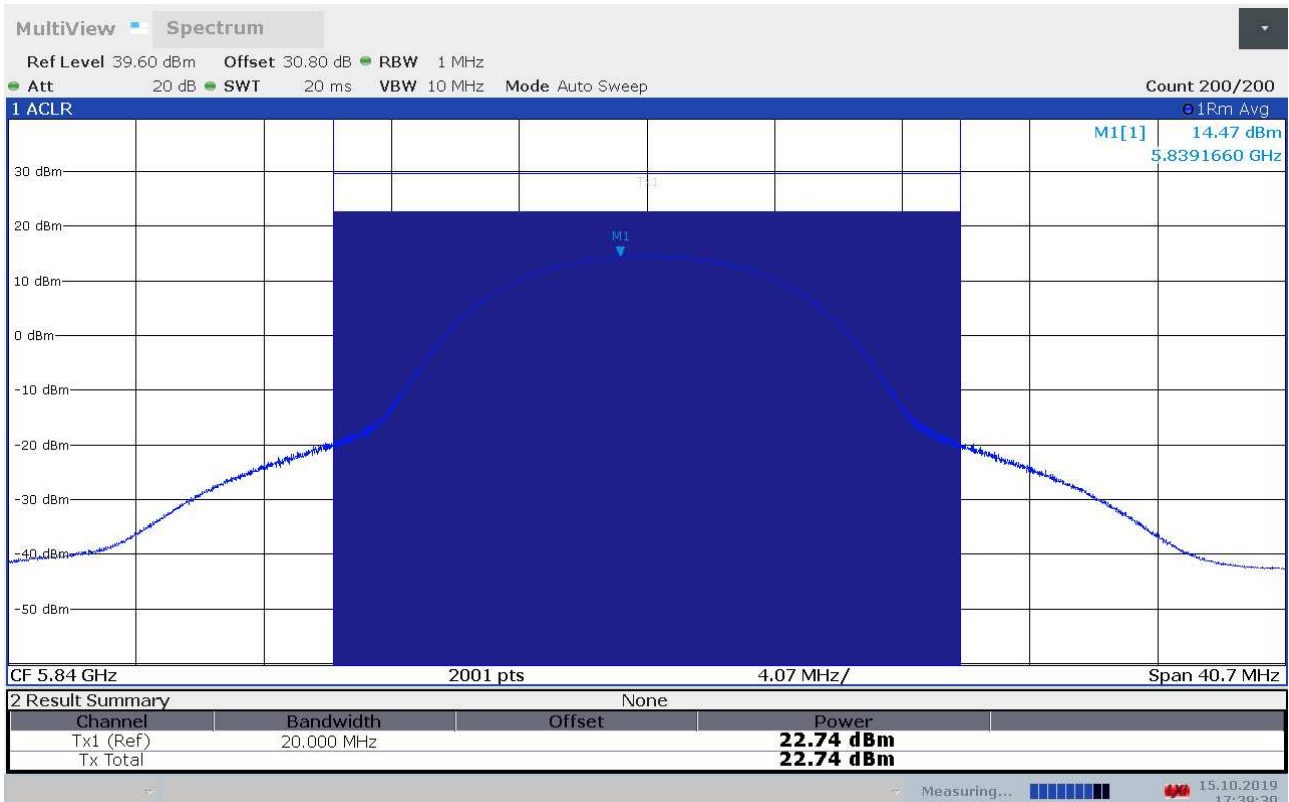 MultiView Spectrum
Ref Level 39.60 dBm Offset 30.80 dB RBW 1 MHz
Att 20 dB SWT 20 ms VBW 10 MHz Mode Auto Sweep Count 200/200
1 ACLR 1Rm Avg
M1[1] 14.47 dBm
5.8391660 GHz
30 dBm
Tx1
20 dBm
M1
10 dBm
0 dBm
-10 dBm
-20 dBm
-30 dBm
-40 dBm
-50 dBm
CF 5.84 GHz 2001 pts 4.07 MHz/ Span 40.7 MHz
2 Result Summary None
Channel Bandwidth Offset Power
Tx1 (Ref) 20.000 MHz 22.74 dBm
Tx Total 22.74 dBm
Measuring... LXI 15.10.2019
17:39:30